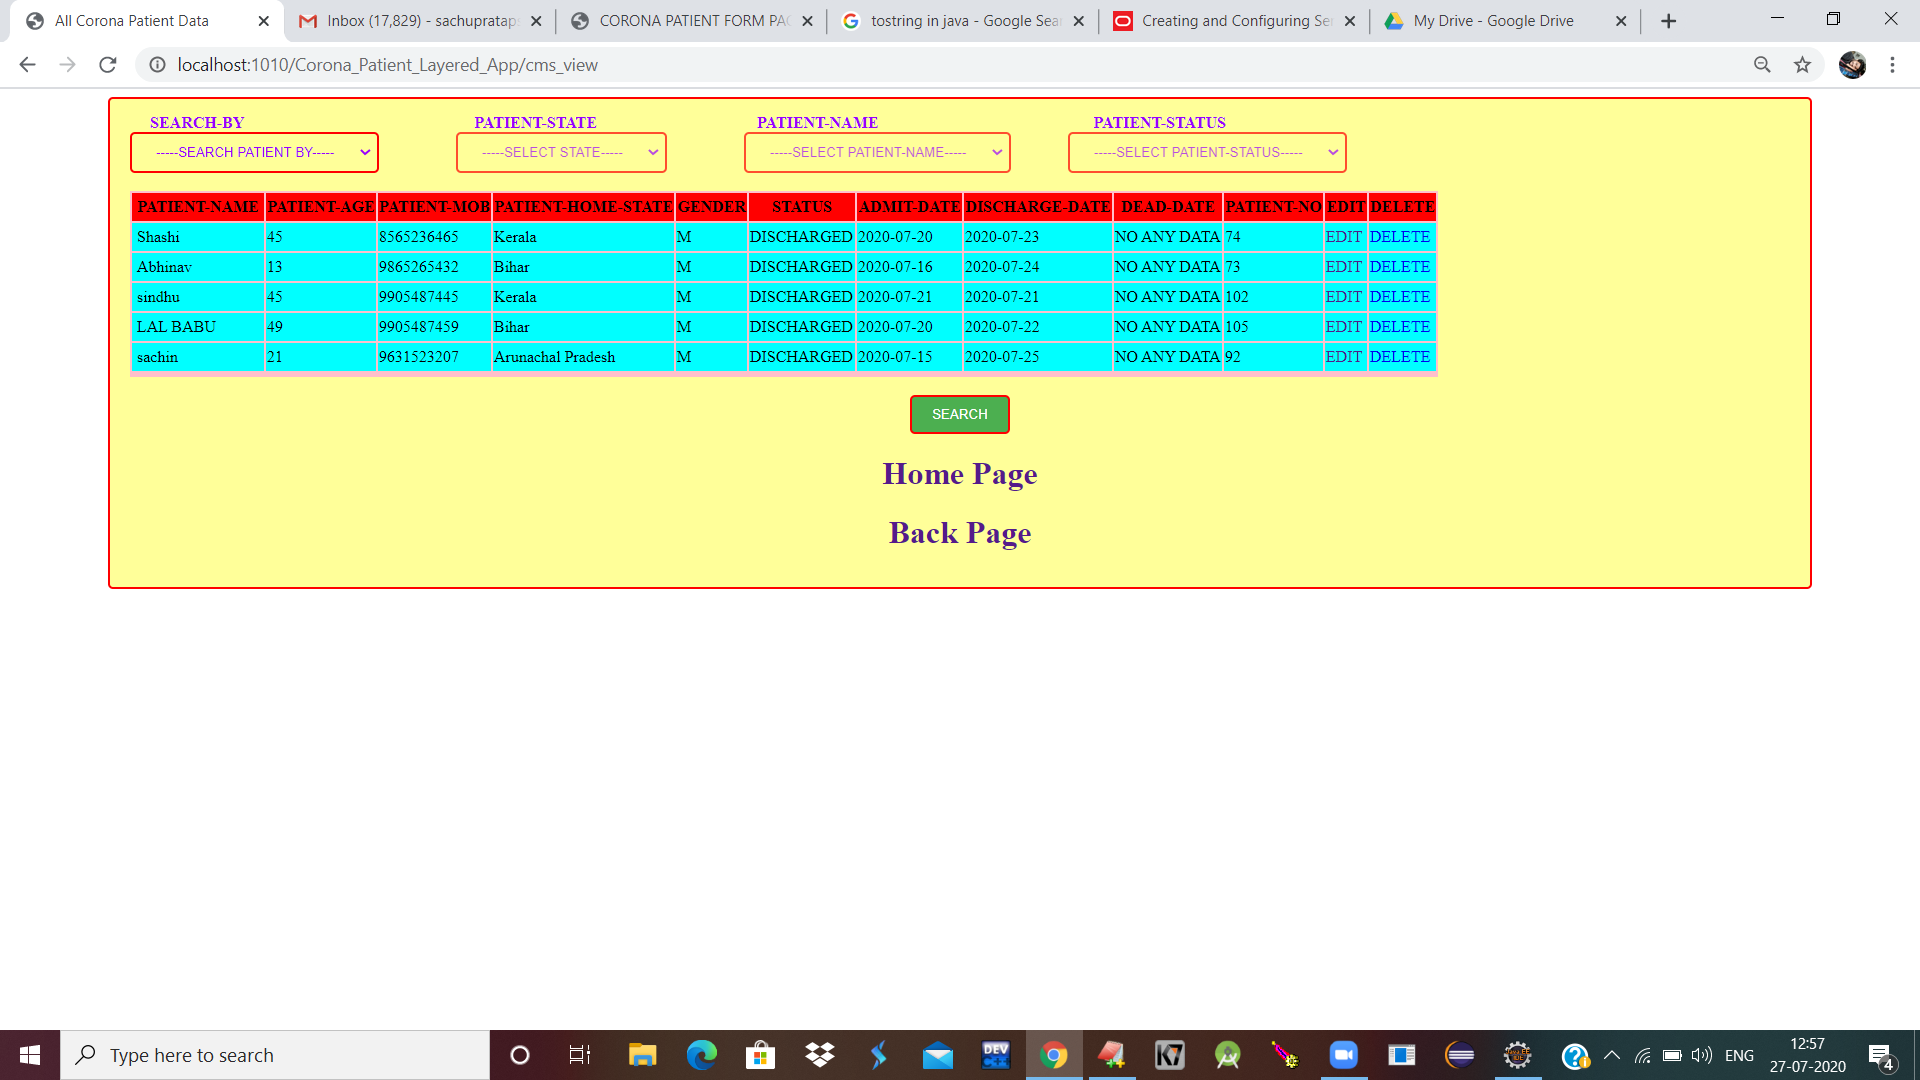 All Corona Patient Data
Inbox (17,829) - sachupratap
CORONA PATIENT FORM PA
tostring in java - Google Sea
Creating and Configuring Se
My Drive - Google Drive
localhost:1010/Corona_Patient_Layered_App/cms_view
SEARCH-BY PATIENT-STATE PATIENT-NAME PATIENT-STATUS
-----SEARCH PATIENT BY----- -----SELECT STATE----- -----SELECT PATIENT-NAME----- -----SELECT PATIENT-STATUS-----
PATIENT-NAME PATIENT-AGE PATIENT-MOB PATIENT-HOME-STATE GENDER STATUS ADMIT-DATE DISCHARGE-DATE DEAD-DATE PATIENT-NO EDIT DELETE
Shashi 45 8565236465 Kerala M DISCHARGED 2020-07-20 2020-07-23 NO ANY DATA 74 EDIT DELETE
Abhinav 13 9865265432 Bihar M DISCHARGED 2020-07-16 2020-07-24 NO ANY DATA 73 EDIT DELETE
sindhu 45 9905487445 Kerala M DISCHARGED 2020-07-21 2020-07-21 NO ANY DATA 102 EDIT DELETE
LAL BABU 49 9905487459 Bihar M DISCHARGED 2020-07-20 2020-07-22 NO ANY DATA 105 EDIT DELETE
sachin 21 9631523207 Arunachal Pradesh M DISCHARGED 2020-07-15 2020-07-25 NO ANY DATA 92 EDIT DELETE
SEARCH
Home Page
Back Page
Type here to search
DEV
C++
K7
ENG
12:57
27-07-2020
4